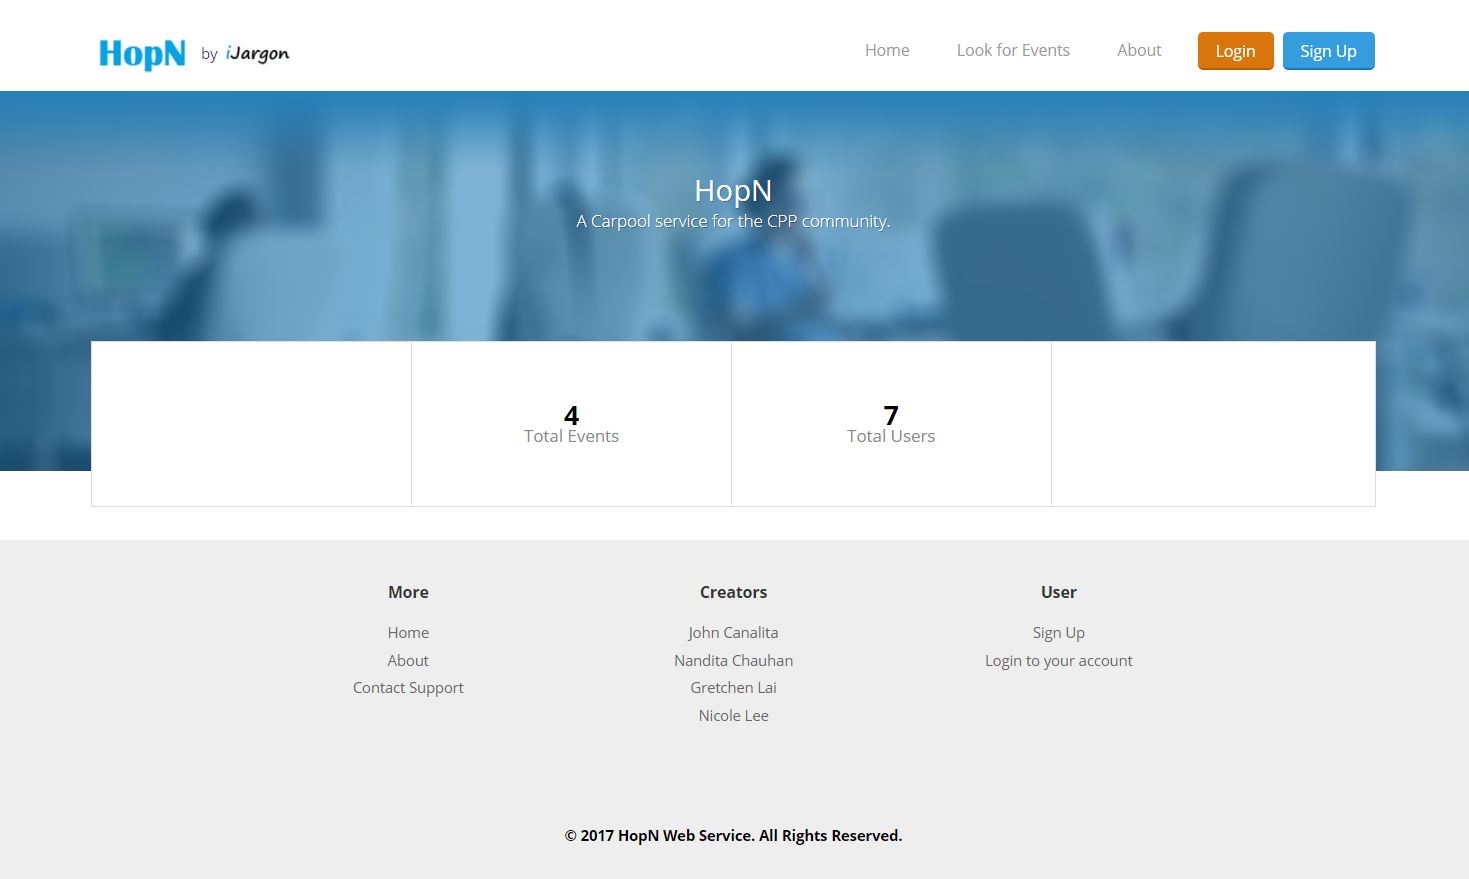 HopN by iJargon
Home Look for Events About Login Sign Up
HopN
A Carpool service for the CPP community.
4
Total Events
7
Total Users
More
Home
About
Contact Support
Creators
John Canalita
Nandita Chauhan
Gretchen Lai
Nicole Lee
User
Sign Up
Login to your account
© 2017 HopN Web Service. All Rights Reserved.